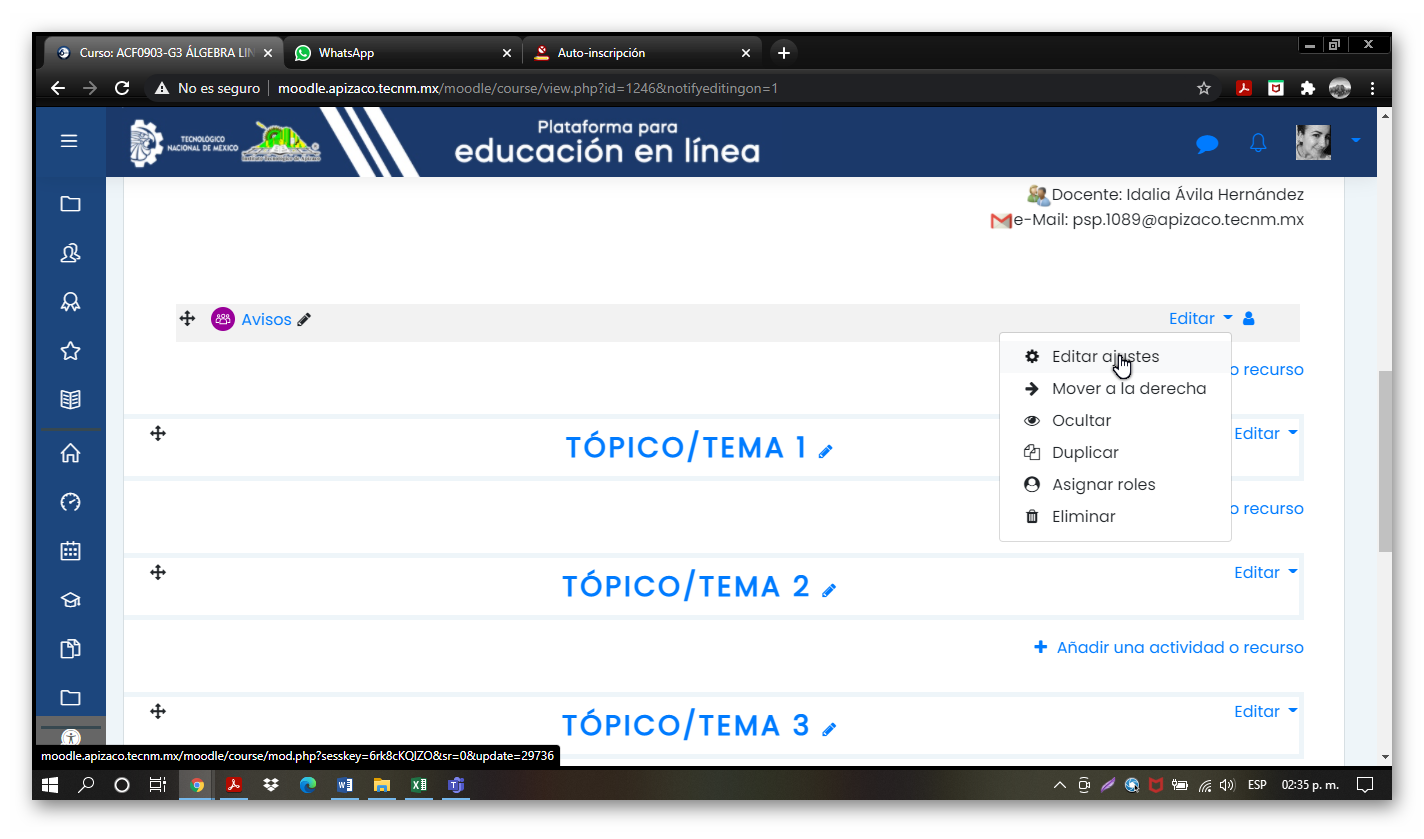 Curso: ACF0903-G3 ÁLGEBRA LIN
WhatsApp
Auto-inscripción
No es seguro
moodle.apizaco.tecnm.mx/moodle/course/view.php?id=1246&notifyeditingon=1
TECNOLÓGICO
NACIONAL DE MÉXICO
Plataforma para
educación en línea
Docente: Idalia Ávila Hernández
e-Mail: psp.1089@apizaco.tecnm.mx
Avisos
Editar
Editar ajustes
o recurso
Mover a la derecha
Ocultar
Duplicar
Asignar roles
Eliminar
TÓPICO/TEMA 1
Editar
o recurso
TÓPICO/TEMA 2
Editar
Añadir una actividad o recurso
TÓPICO/TEMA 3
Editar
moodle.apizaco.tecnm.mx/moodle/course/mod.php?sesskey=6rk8cKQIZO&sr=0&update=29736
ESP
02:35 p. m.